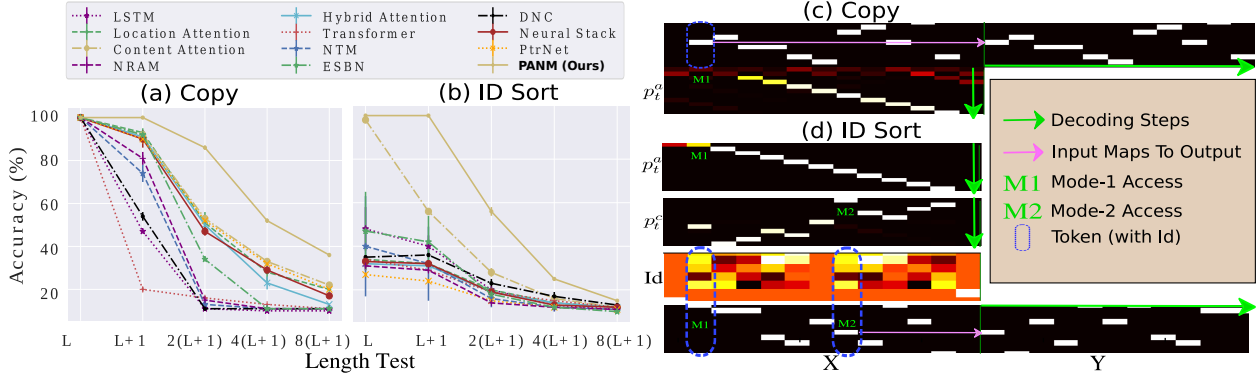 LSTM
Location Attention
Content Attention
NRAM
Hybrid Attention
Transformer
NTM
ESBN
DNC
Neural Stack
PtrNet
PANM (Ours)
(a) Copy
(b) ID Sort
Accuracy (%)
100
80
60
40
20
L
L+1
2(L+1)
4(L+1)
8(L+1)
L
L+1
2(L+1)
4(L+1)
8(L+1)
Length Test
(c) Copy
M1
p_t^a
(d) ID Sort
p_t^a
M1
p_t^c
M2
Id
M1
M2
X
Y
Decoding Steps
Input Maps To Output
M1 Mode-1 Access
M2 Mode-2 Access
Token (with Id)